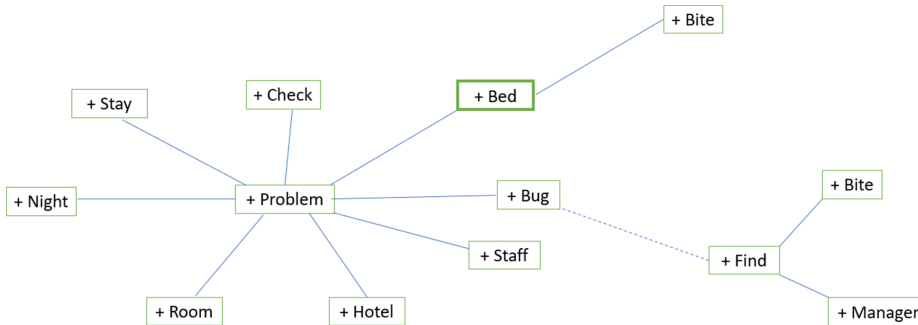 + Bite
+ Check
+ Bed
+ Stay
+ Bite
+ Night
+ Problem
+ Bug
+ Staff
+ Find
+ Room
+ Hotel
+ Manager